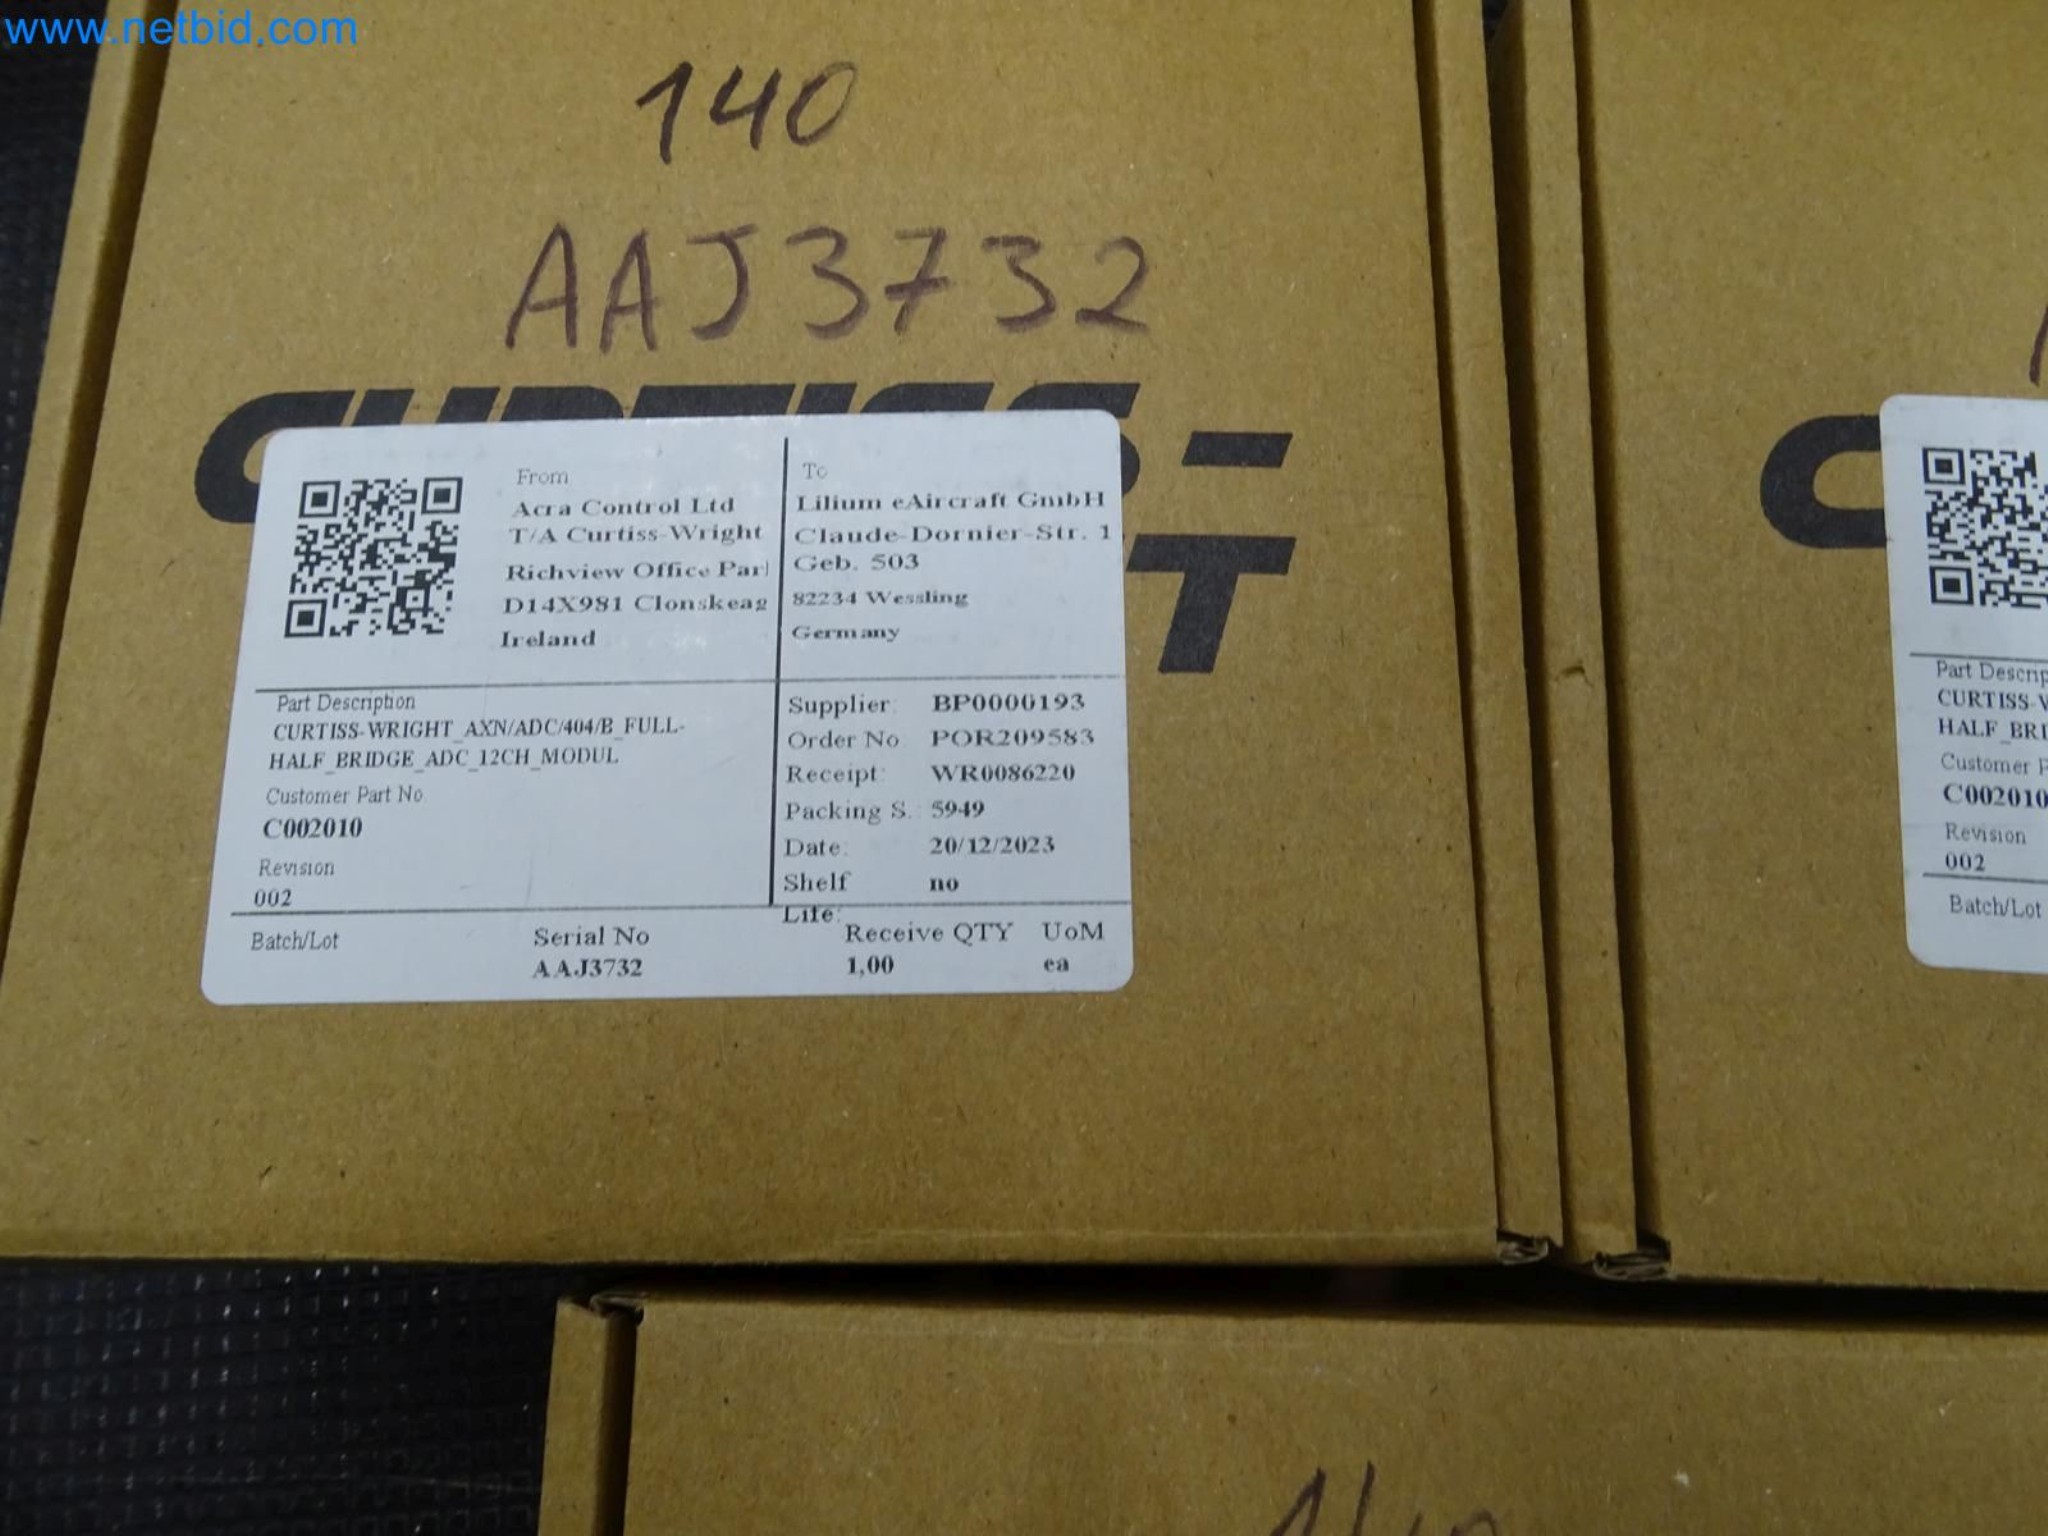 www.netbid.com
140
AAJ3732
CURTISS-
T
From
Acra Control Ltd
T/A Curtiss-Wright
Richview Office Par
D14X981 Clonskeag
Ireland
To
Lilium eAircraft GmbH
Claude-Dornier-Str. 1
Geb. 503
82234 Wessling
Germany
Part Description
CURTISS-WRIGHT_AXN/ADC/404/B_FULL-
HALF_BRIDGE_ADC_12CH_MODUL
Customer Part No
C002010
Revision
002
Supplier: BP0000193
Order No POR209583
Receipt: WR0086220
Packing S.: 5949
Date: 20/12/2023
Shelf no
Life:
Batch/Lot
Serial No
AAJ3732
Receive QTY
1,00
UoM
ea
C
Part Descrip
CURTISS-W
HALF_BRI
Customer P
C002010
Revision
002
Batch/Lot